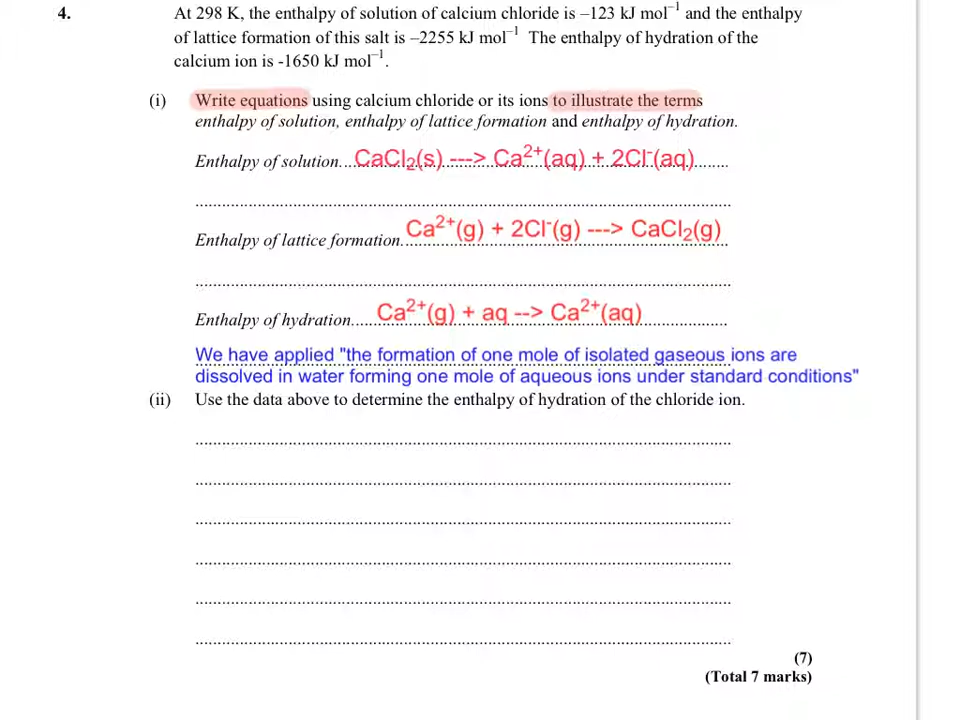 4. At 298 K, the enthalpy of solution of calcium chloride is –123 kJ mol⁻¹ and the enthalpy
of lattice formation of this salt is –2255 kJ mol⁻¹ The enthalpy of hydration of the
calcium ion is -1650 kJ mol⁻¹.
(i) Write equations using calcium chloride or its ions to illustrate the terms
enthalpy of solution, enthalpy of lattice formation and enthalpy of hydration.
Enthalpy of solution...CaCl₂(s) ---> Ca²⁺(aq) + 2Cl⁻(aq)........
Enthalpy of lattice formation.Ca²⁺(g) + 2Cl⁻(g) ---> CaCl₂(g)
Enthalpy of hydration.....Ca²⁺(g) + aq --> Ca²⁺(aq)
We have applied "the formation of one mole of isolated gaseous ions are
dissolved in water forming one mole of aqueous ions under standard conditions"
(ii) Use the data above to determine the enthalpy of hydration of the chloride ion.
(7)
(Total 7 marks)